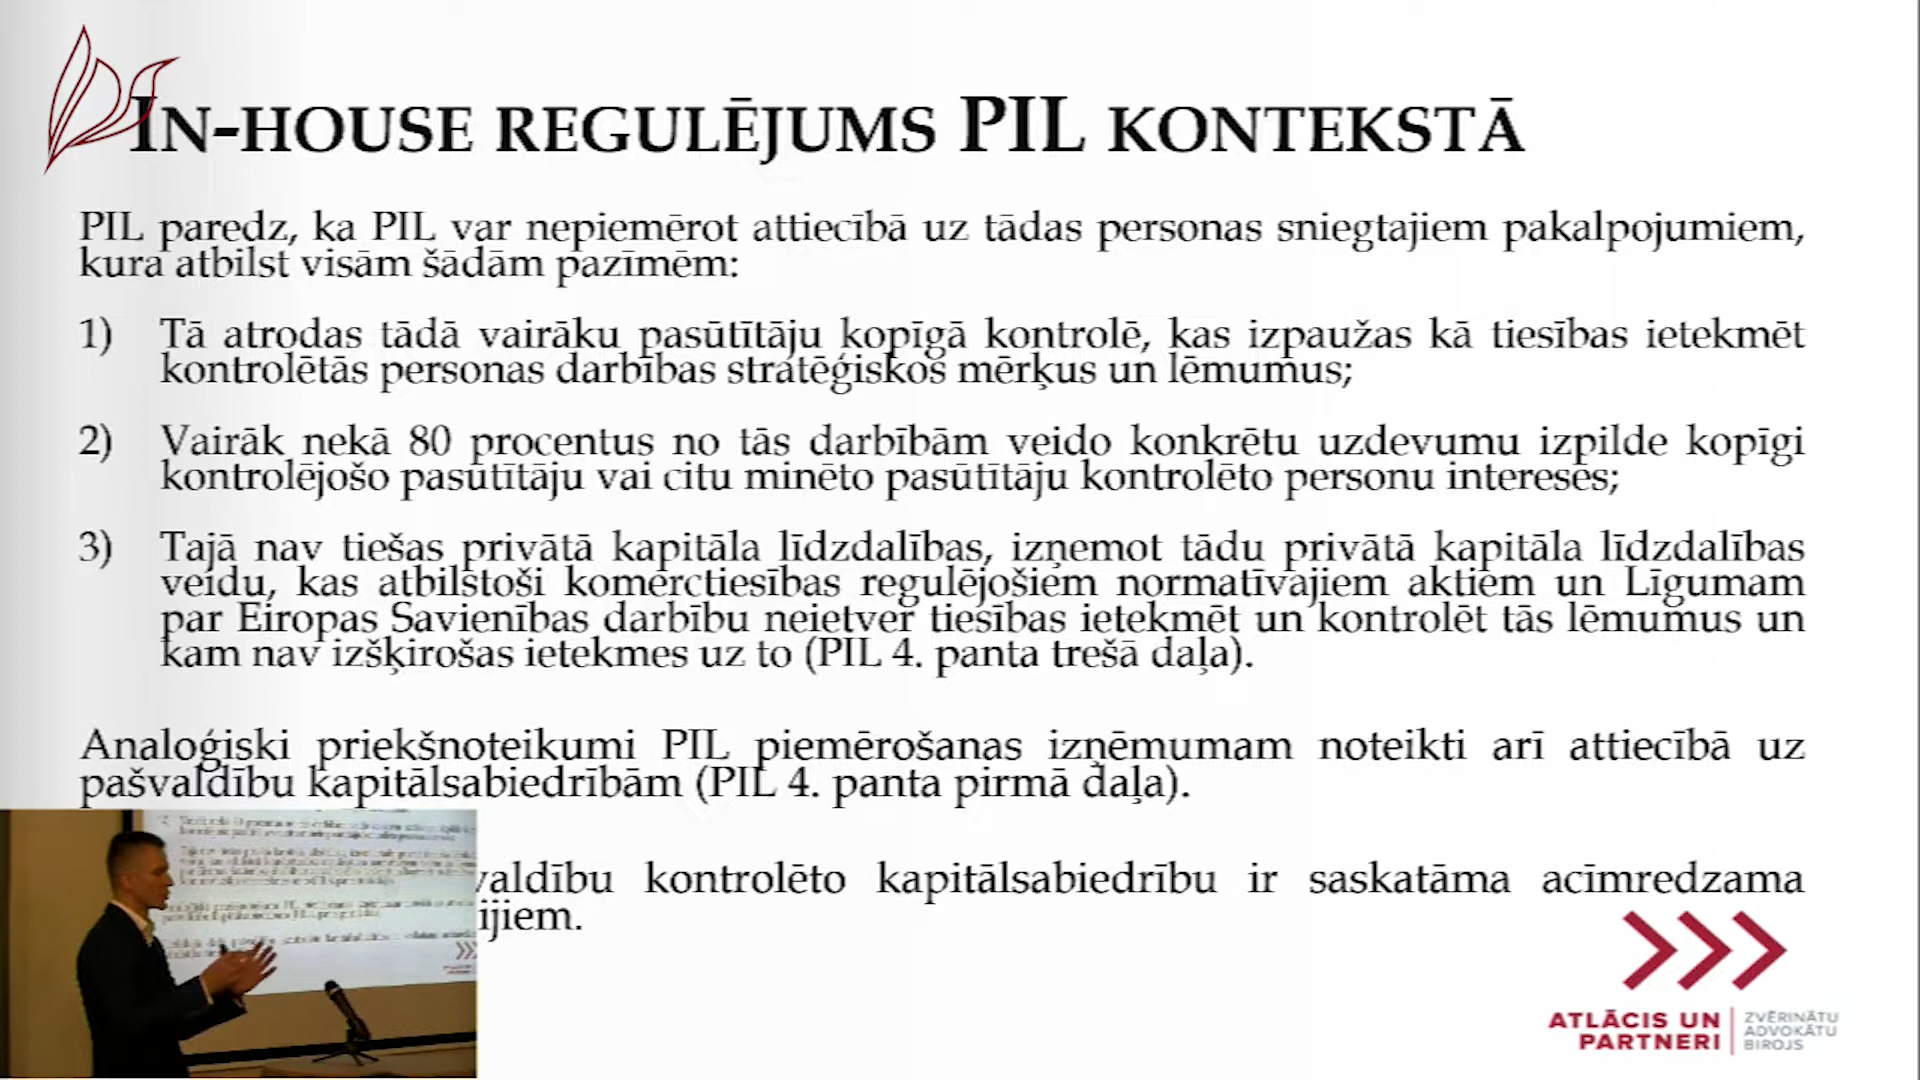 IN-HOUSE REGULĒJUMS PIL KONTEKSTĀ
PIL paredz, ka PIL var nepiemērot attiecībā uz tādas personas sniegtajiem pakalpojumiem,
kura atbilst visām šādām pazīmēm:
1) Tā atrodas tādā vairāku pasūtītāju kopīgā kontrolē, kas izpaužas kā tiesības ietekmēt
kontrolētās personas darbības stratēģiskos mērķus un lēmumus;
2) Vairāk nekā 80 procentus no tās darbībām veido konkrētu uzdevumu izpilde kopīgi
kontrolējošo pasūtītāju vai citu minēto pasūtītāju kontrolēto personu interesēs;
3) Tajā nav tiešas privātā kapitāla līdzdalības, izņemot tādu privātā kapitāla līdzdalības
veidu, kas atbilstoši komerctiesības regulējošiem normatīvajiem aktiem un Līgumam
par Eiropas Savienības darbību neietver tiesības ietekmēt un kontrolēt tās lēmumus un
kam nav izšķirošas ietekmes uz to (PIL 4. panta trešā daļa).
Analoģiski priekšnoteikumi PIL piemērošanas izņēmumam noteikti arī attiecībā uz
pašvaldību kapitālsabiedrībām (PIL 4. panta pirmā daļa).
valdību kontrolēto kapitālsabiedrību ir saskatāma acīmredzama
ijiem.
ATLĀCIS UN PARTNERI
ZVĒRINĀTU ADVOKĀTU BIROJS